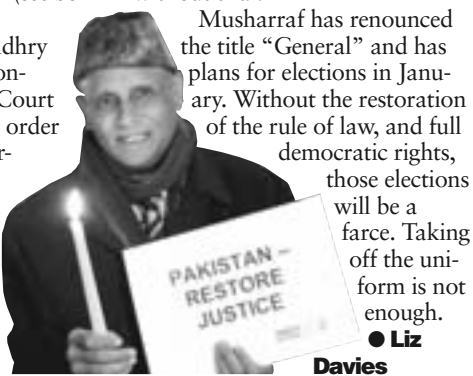 Musharraf has renounced
the title “General” and has
plans for elections in Janu-
ary. Without the restoration
of the rule of law, and full
democratic rights,
those elections
will be a
farce. Taking
off the uni-
form is not
enough.
● Liz
Davies
dhry
on-
Court
order
r-
PAKISTAN –
RESTORE
JUSTICE